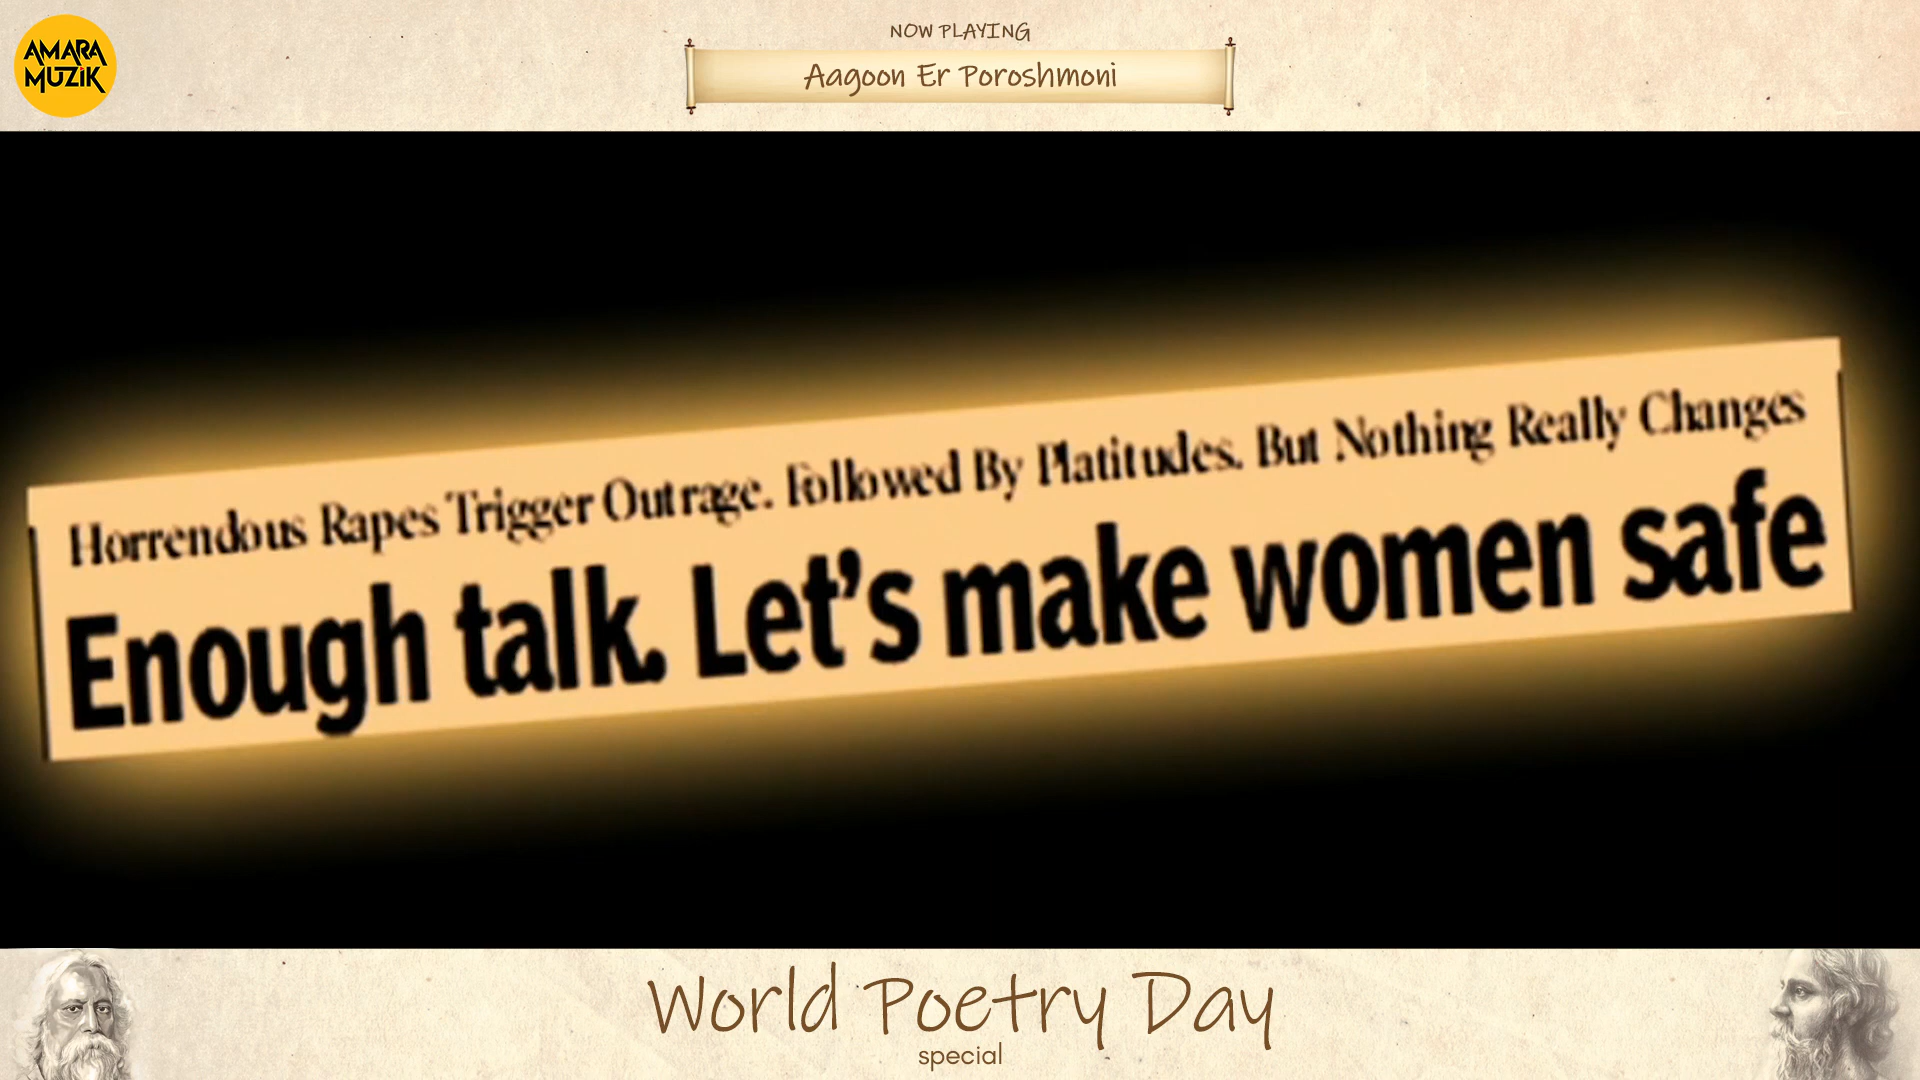 AMARA
MUZIK
NOW PLAYING
Aagoon Er Poroshmoni
Horrendous Rapes Trigger Outrage. Followed By Platitudes. But Nothing Really Changes
Enough talk. Let's make women safe
World Poetry Day
special